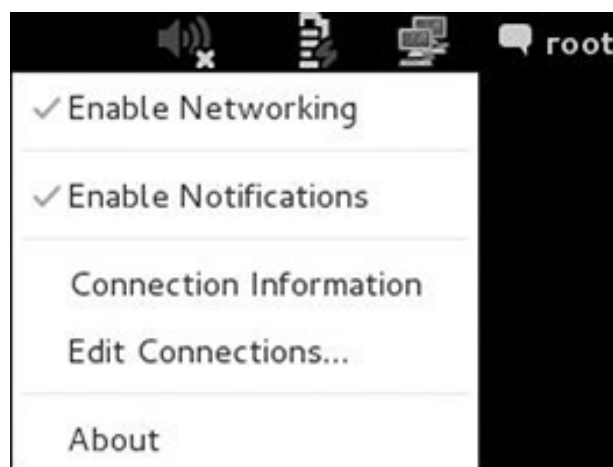 root
Enable Networking
Enable Notifications
Connection Information
Edit Connections...
About